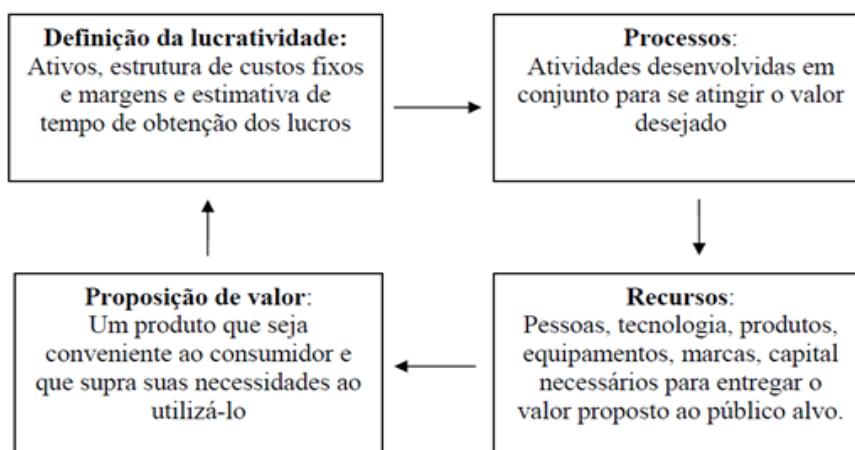 Definição da lucratividade:
Ativos, estrutura de custos fixos
e margens e estimativa de
tempo de obtenção dos lucros
Processos:
Atividades desenvolvidas em
conjunto para se atingir o valor
desejado
Proposição de valor:
Um produto que seja
conveniente ao consumidor e
que supra suas necessidades ao
utilizá-lo
Recursos:
Pessoas, tecnologia, produtos,
equipamentos, marcas, capital
necessários para entregar o
valor proposto ao público alvo.